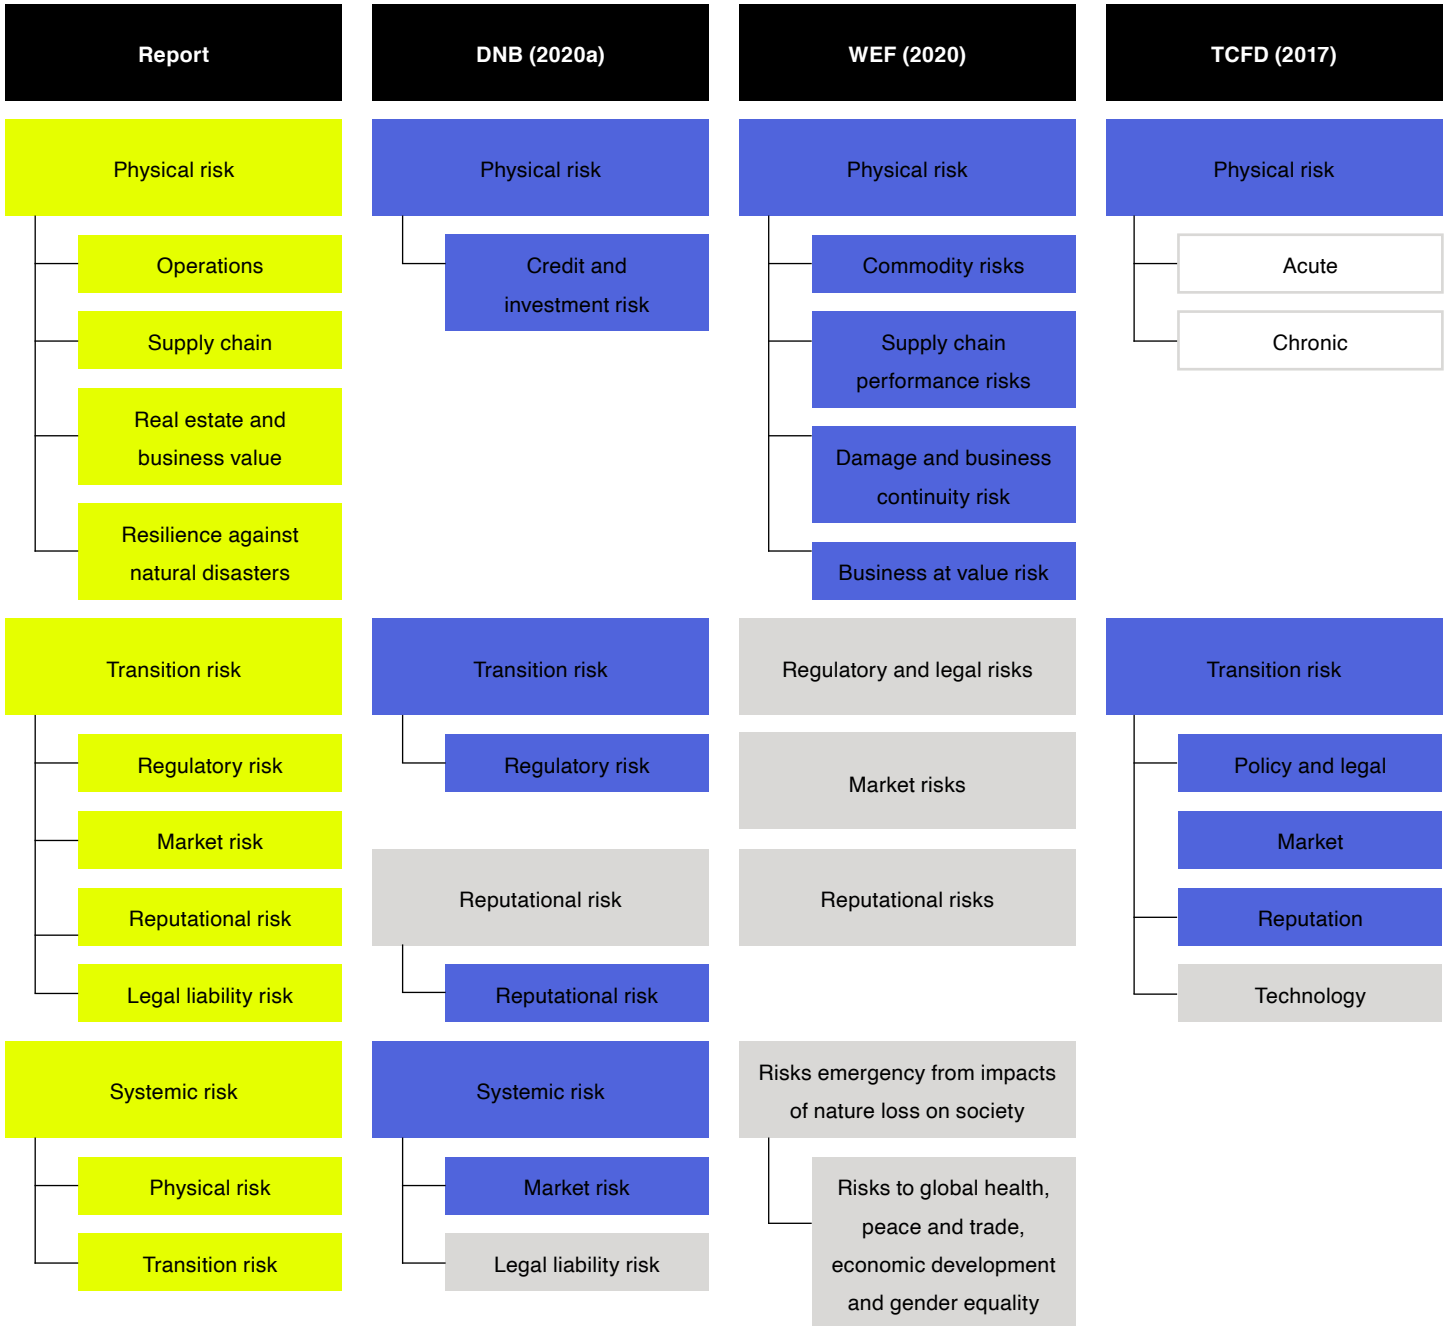 Report
DNB (2020a)
WEF (2020)
TCFD (2017)
Physical risk
Physical risk
Physical risk
Physical risk
Operations
Credit and
investment risk
Commodity risks
Acute
Supply chain
Supply chain
performance risks
Chronic
Real estate and
business value
Damage and business
continuity risk
Resilience against
natural disasters
Business at value risk
Transition risk
Transition risk
Regulatory and legal risks
Transition risk
Regulatory risk
Regulatory risk
Market risks
Policy and legal
Market risk
Market
Reputational risk
Reputational risk
Reputational risks
Reputation
Legal liability risk
Reputational risk
Technology
Systemic risk
Systemic risk
Risks emergency from impacts
of nature loss on society
Physical risk
Market risk
Risks to global health,
peace and trade,
economic development
and gender equality
Transition risk
Legal liability risk